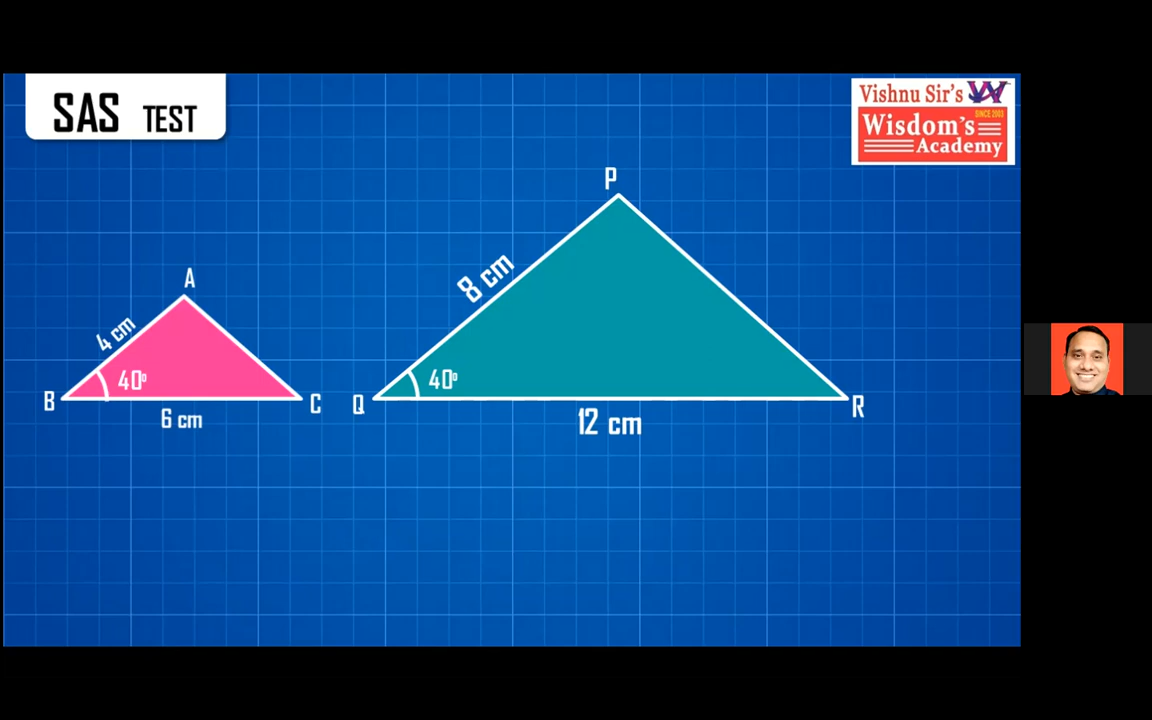 SAS TEST
Vishnu Sir's W
SINCE 2003
Wisdom's
Academy
P
8 cm
A
4 cm
40°
40°
B
C
Q
R
6 cm
12 cm